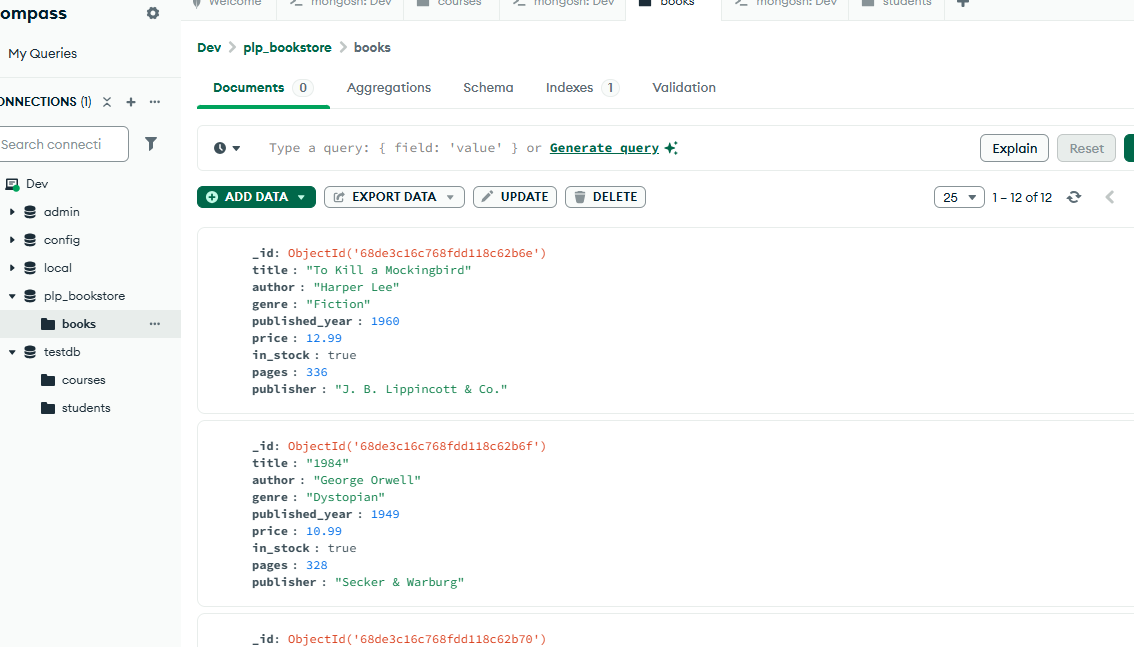 Welcome mongosh: Dev courses mongosh: Dev books mongosh: Dev students
ompass
My Queries
ONNECTIONS (1)
Search connecti
Dev
admin
config
local
plp_bookstore
books
testdb
courses
students
Dev > plp_bookstore > books
Documents 0 Aggregations Schema Indexes 1 Validation
Type a query: { field: 'value' } or Generate query
Explain Reset
ADD DATA EXPORT DATA UPDATE DELETE
25 1 – 12 of 12
_id: ObjectId('68de3c16c768fdd118c62b6e')
title : "To Kill a Mockingbird"
author : "Harper Lee"
genre : "Fiction"
published_year : 1960
price : 12.99
in_stock : true
pages : 336
publisher : "J. B. Lippincott & Co."
_id: ObjectId('68de3c16c768fdd118c62b6f')
title : "1984"
author : "George Orwell"
genre : "Dystopian"
published_year : 1949
price : 10.99
in_stock : true
pages : 328
publisher : "Secker & Warburg"
_id: ObjectId('68de3c16c768fdd118c62b70')